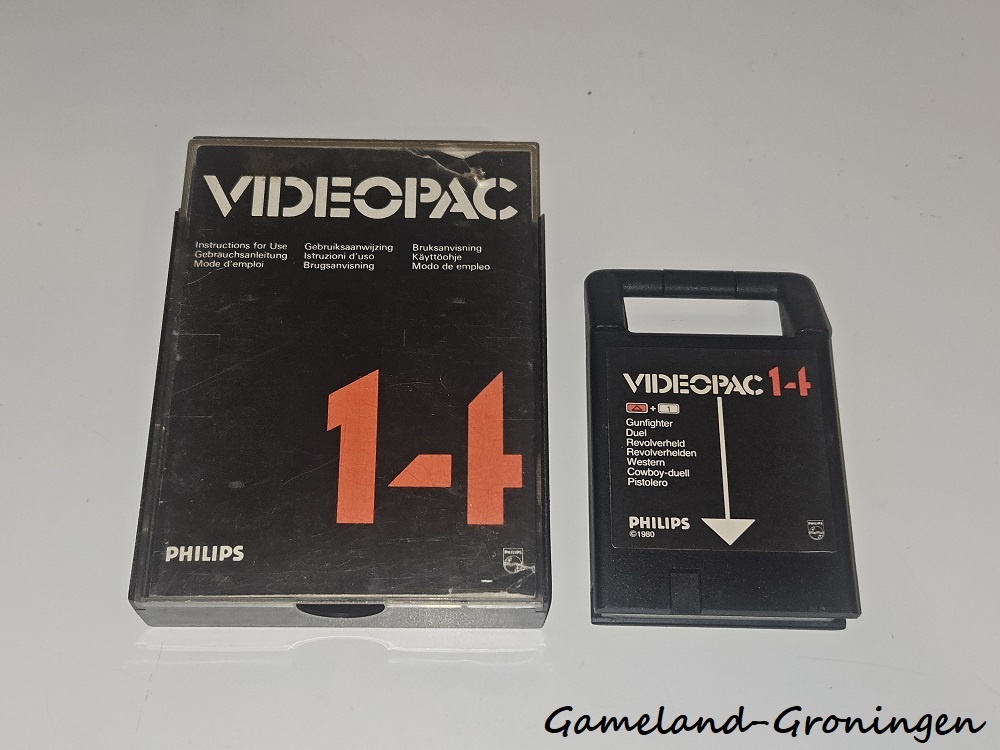 VIDEOPAC
Instructions for Use Gebruiksaanwijzing Bruksanvisning
Gebrauchsanleitung Istruzioni d'uso Käyttöohje
Mode d'emploi Brugsanvisning Modo de empleo
14
PHILIPS
VIDEOPAC 14
+ 1
Gunfighter
Duel
Revolverheld
Revolverhelden
Western
Cowboy-duell
Pistolero
PHILIPS
©1980
Gameland-Groningen